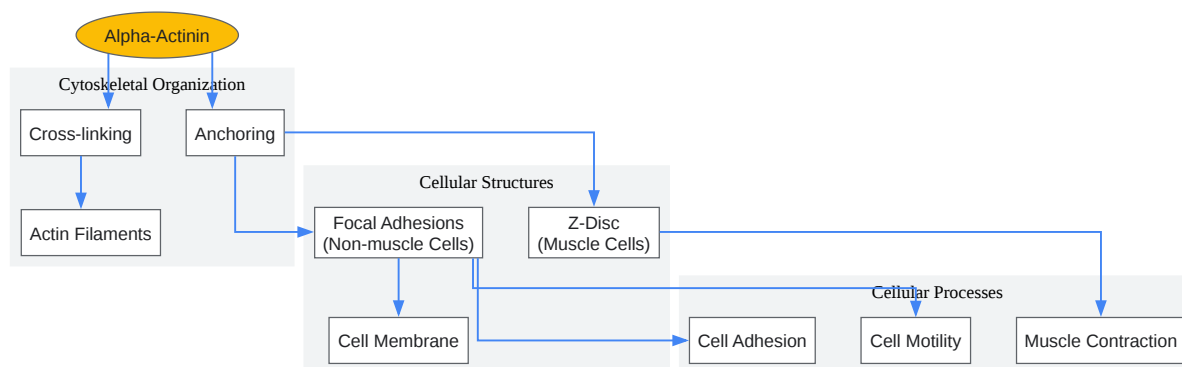 Alpha-Actinin
Cytoskeletal Organization
Cross-linking
Anchoring
Actin Filaments
Cellular Structures
Focal Adhesions
(Non-muscle Cells)
Z-Disc
(Muscle Cells)
Cell Membrane
Cellular Processes
Cell Adhesion
Cell Motility
Muscle Contraction